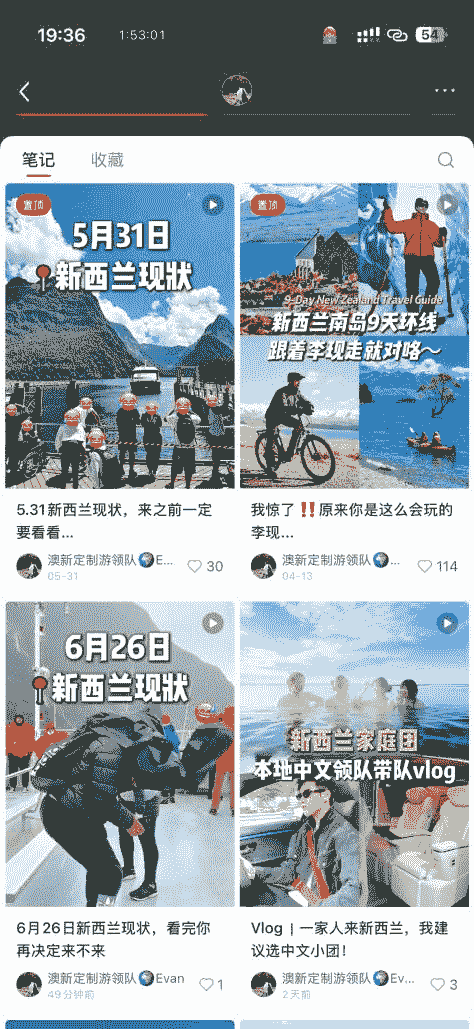 19:36
1:53:01
54
笔记
收藏
置顶
5月31日
新西兰现狀
5.31新西兰现状，来之前一定
要看看...
澳新定制游领队🌍E...
05-31
30
置顶
9-Day New Zealand Travel Guide
新西兰南岛9天环线
跟着李现走就对咯～
我惊了‼️原来你是这么会玩的
李现...
澳新定制游领队🌍...
04-13
114
6月26日
新西兰现狀
6月26日新西兰现状，看完你
再决定来不来
澳新定制游领队🌍Evan
49分钟前
1
新西兰家庭团
本地中文领队带队vlog
Vlog | 一家人来新西兰，我建
议选中文小团！
澳新定制游领队🌍Ev...
2天前
3